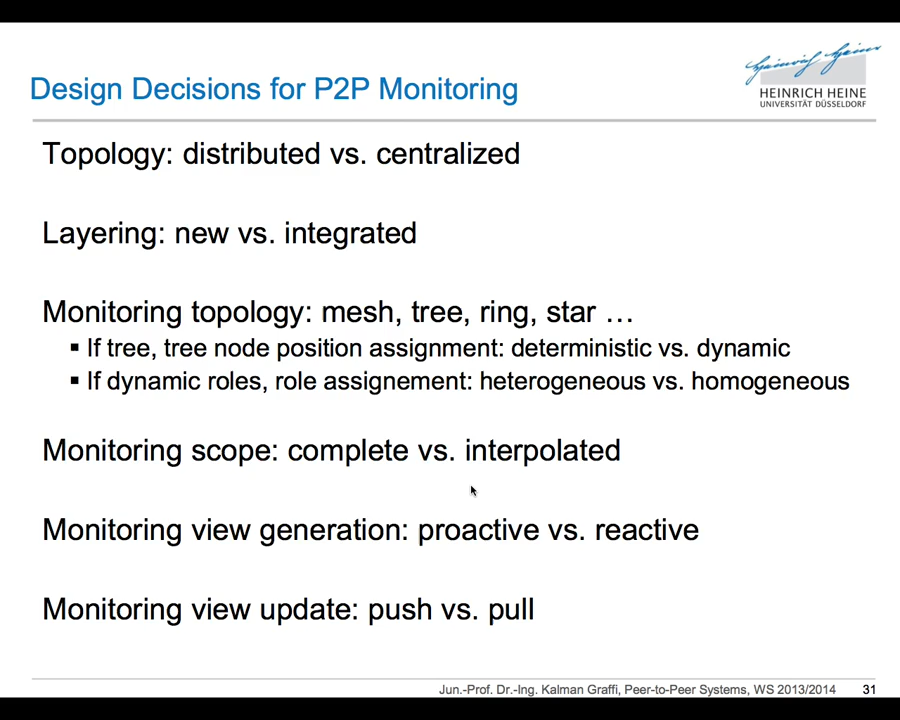 Heinrich Heine
HEINRICH HEINE
UNIVERSITÄT DÜSSELDORF
Design Decisions for P2P Monitoring
Topology: distributed vs. centralized
Layering: new vs. integrated
Monitoring topology: mesh, tree, ring, star …
▪ If tree, tree node position assignment: deterministic vs. dynamic
▪ If dynamic roles, role assignement: heterogeneous vs. homogeneous
Monitoring scope: complete vs. interpolated
Monitoring view generation: proactive vs. reactive
Monitoring view update: push vs. pull
Jun.-Prof. Dr.-Ing. Kalman Graffi, Peer-to-Peer Systems, WS 2013/2014 31